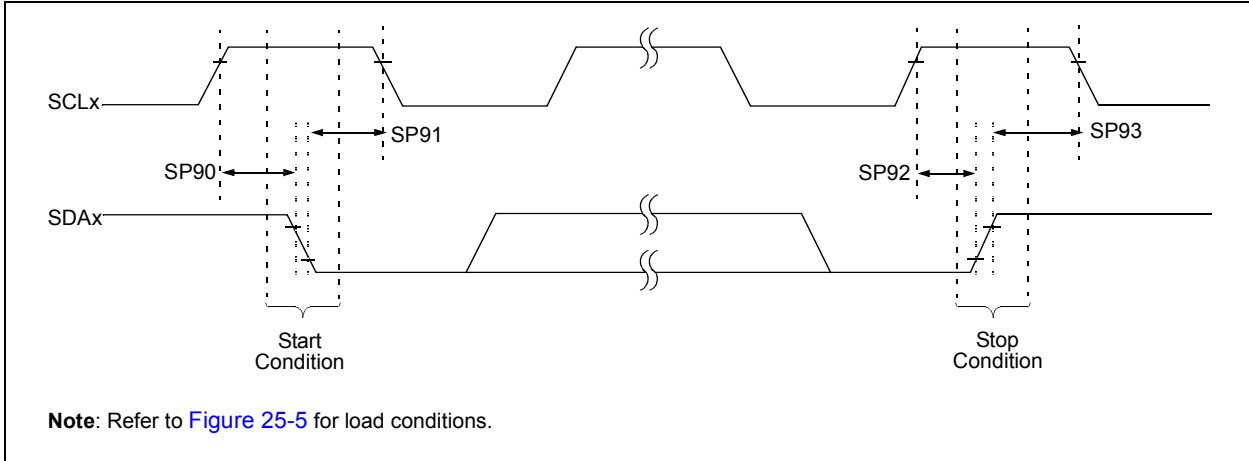 SCLx
SP91
SP93
SP90
SP92
SDAx
Start
Condition
Stop
Condition
Note: Refer to Figure 25-5 for load conditions.